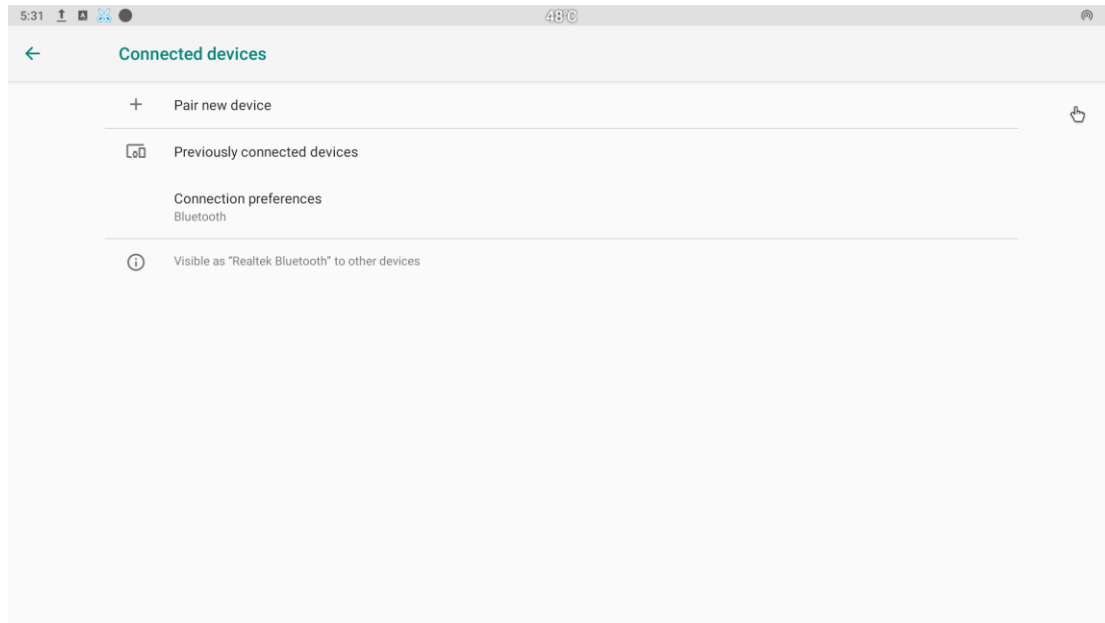 5:31
48°C
Connected devices
Pair new device
Previously connected devices
Connection preferences
Bluetooth
Visible as “Realtek Bluetooth” to other devices